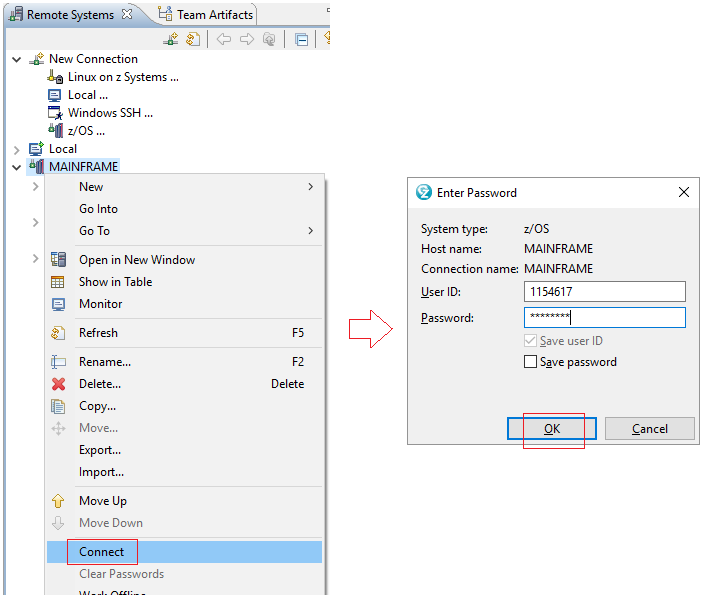 Remote Systems
Team Artifacts
New Connection
Linux on z Systems ...
Local ...
Windows SSH ...
z/OS ...
Local
MAINFRAME
New
Go Into
Go To
Open in New Window
Show in Table
Monitor
Refresh F5
Rename... F2
Delete... Delete
Copy...
Move...
Export...
Import...
Move Up
Move Down
Connect
Clear Passwords
Work Offline
Enter Password
System type: z/OS
Host name: MAINFRAME
Connection name: MAINFRAME
User ID: 1154617
Password: ********
Save user ID
Save password
OK Cancel